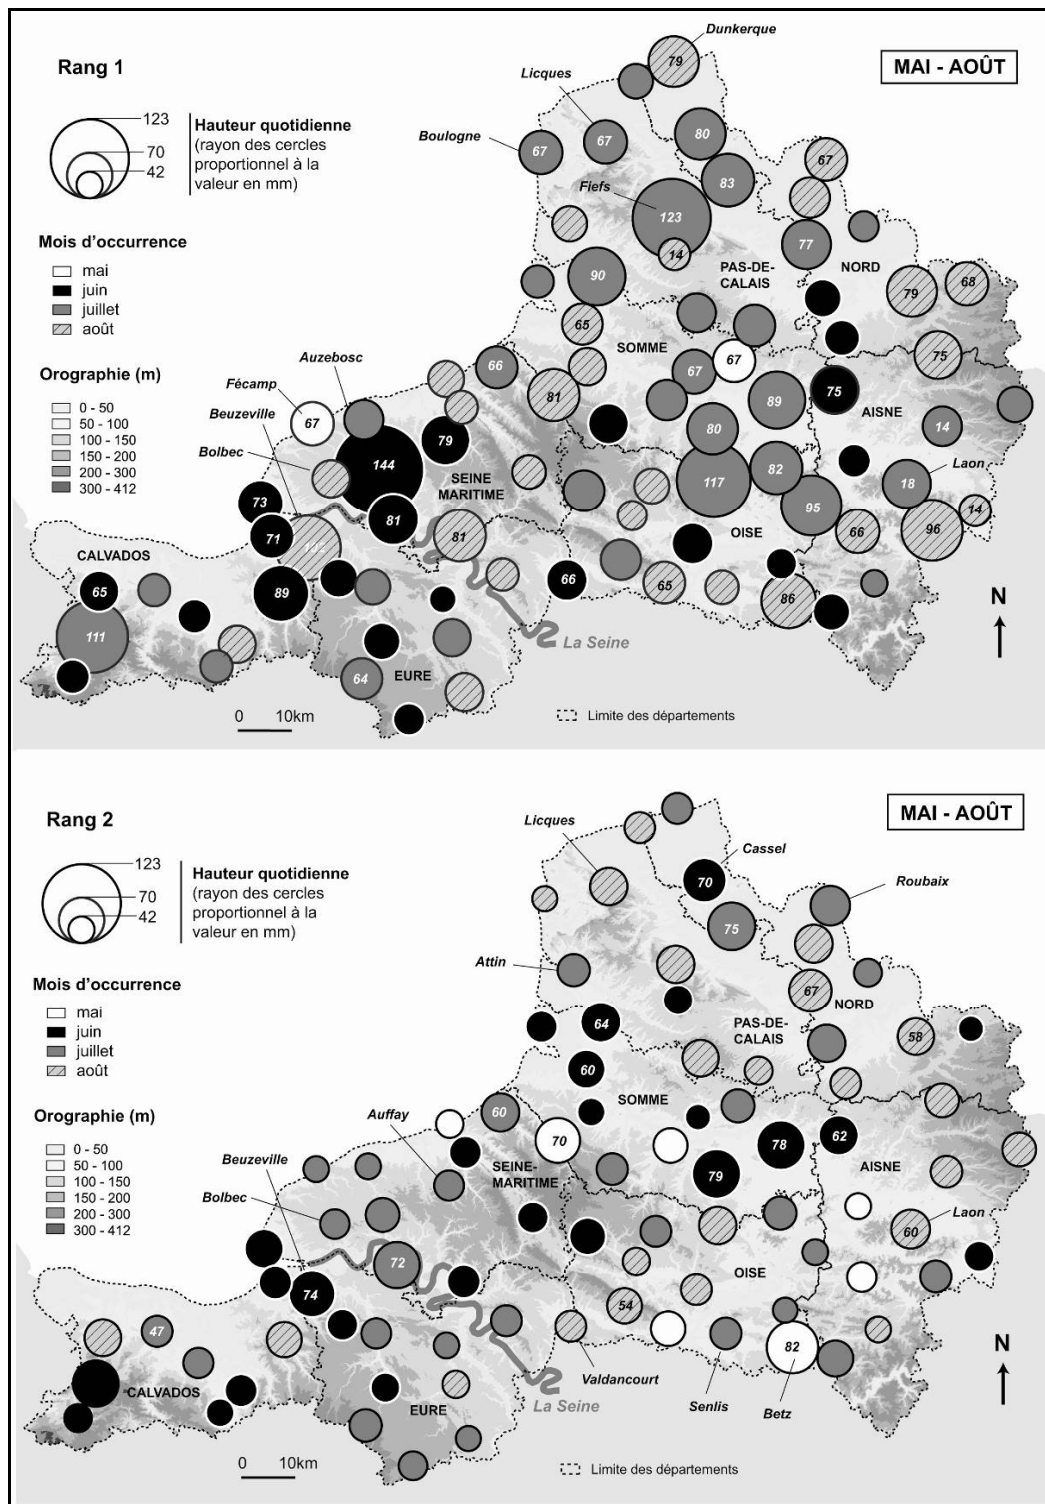 Rang 1
MAI - AOÛT
123
70
42
Hauteur quotidienne
(rayon des cercles
proportionnel à la
valeur en mm)
Mois d'occurrence
mai
juin
juillet
août
Orographie (m)
0 - 50
50 - 100
100 - 150
150 - 200
200 - 300
300 - 412
Dunkerque
79
Licques
Boulogne
67
67
80
67
83
Fiefs
123
14
77
90
PAS-DE-
CALAIS
NORD
79
68
65
SOMME
75
66
67
67
Auzebosc
Fécamp
67
Beuzeville
81
89
75
AISNE
79
80
14
Bolbec
144
SEINE
MARITIME
117
82
Laon
18
73
95
14
71
81
81
OISE
66
96
CALVADOS
65
89
66
65
86
111
N
La Seine
64
EURE
0 10km
Limite des départements
Rang 2
MAI - AOÛT
123
70
42
Hauteur quotidienne
(rayon des cercles
proportionnel à la
valeur en mm)
Mois d'occurrence
mai
juin
juillet
août
Orographie (m)
0 - 50
50 - 100
100 - 150
150 - 200
200 - 300
300 - 412
Licques
Cassel
70
Roubaix
75
Attin
67
NORD
64
PAS-DE-
CALAIS
58
60
SOMME
Auffay
60
70
78
62
Beuzeville
SEINE-
MARITIME
79
AISNE
Bolbec
Laon
60
72
OISE
74
54
47
82
N
CALVADOS
Valdancourt
Senlis
Betz
La Seine
EURE
0 10km
Limite des départements